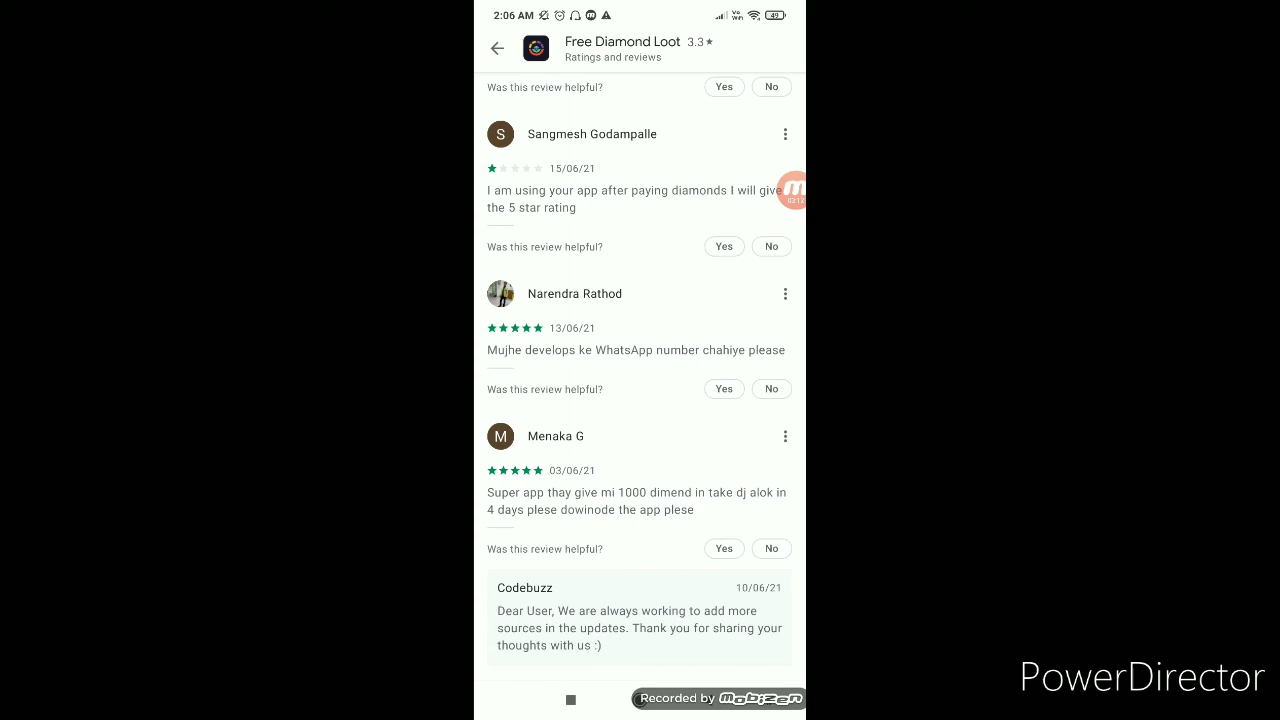 2:06 AM
Vo
WiFi
49
Free Diamond Loot 3.3★
Ratings and reviews
Was this review helpful? Yes No
S Sangmesh Godampalle
15/06/21
I am using your app after paying diamonds I will give
the 5 star rating
03:12
Was this review helpful? Yes No
Narendra Rathod
13/06/21
Mujhe develops ke WhatsApp number chahiye please
Was this review helpful? Yes No
M Menaka G
03/06/21
Super app thay give mi 1000 dimend in take dj alok in
4 days plese dowinode the app plese
Was this review helpful? Yes No
Codebuzz 10/06/21
Dear User, We are always working to add more
sources in the updates. Thank you for sharing your
thoughts with us :)
Recorded by mobizen
PowerDirector